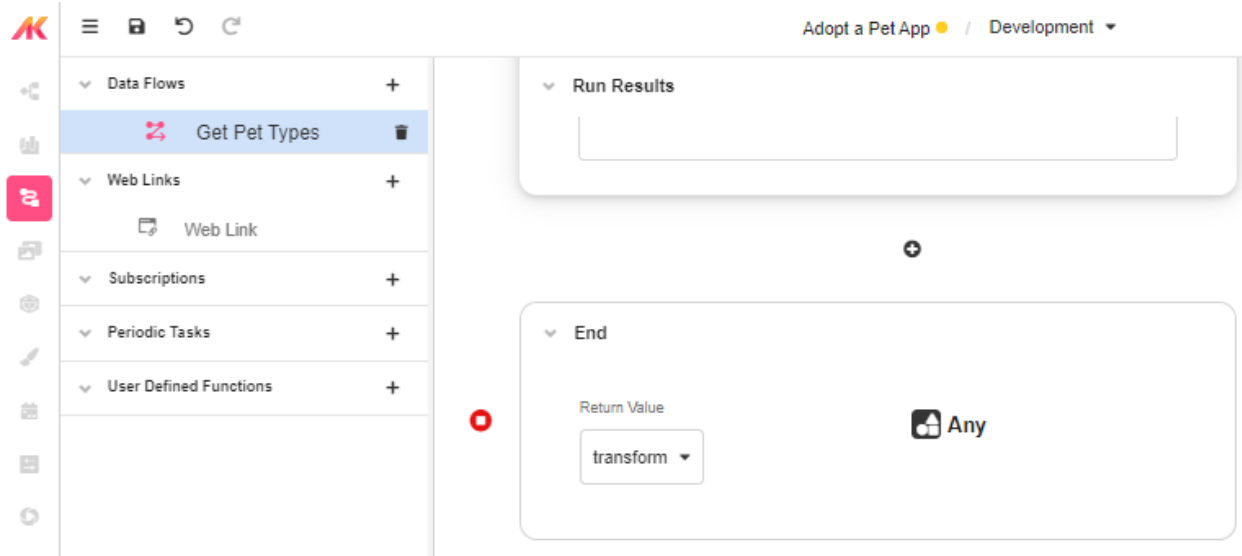 Adopt a Pet App / Development
Data Flows
Get Pet Types
Web Links
Web Link
Subscriptions
Periodic Tasks
User Defined Functions
Run Results
End
Return Value
transform
Any